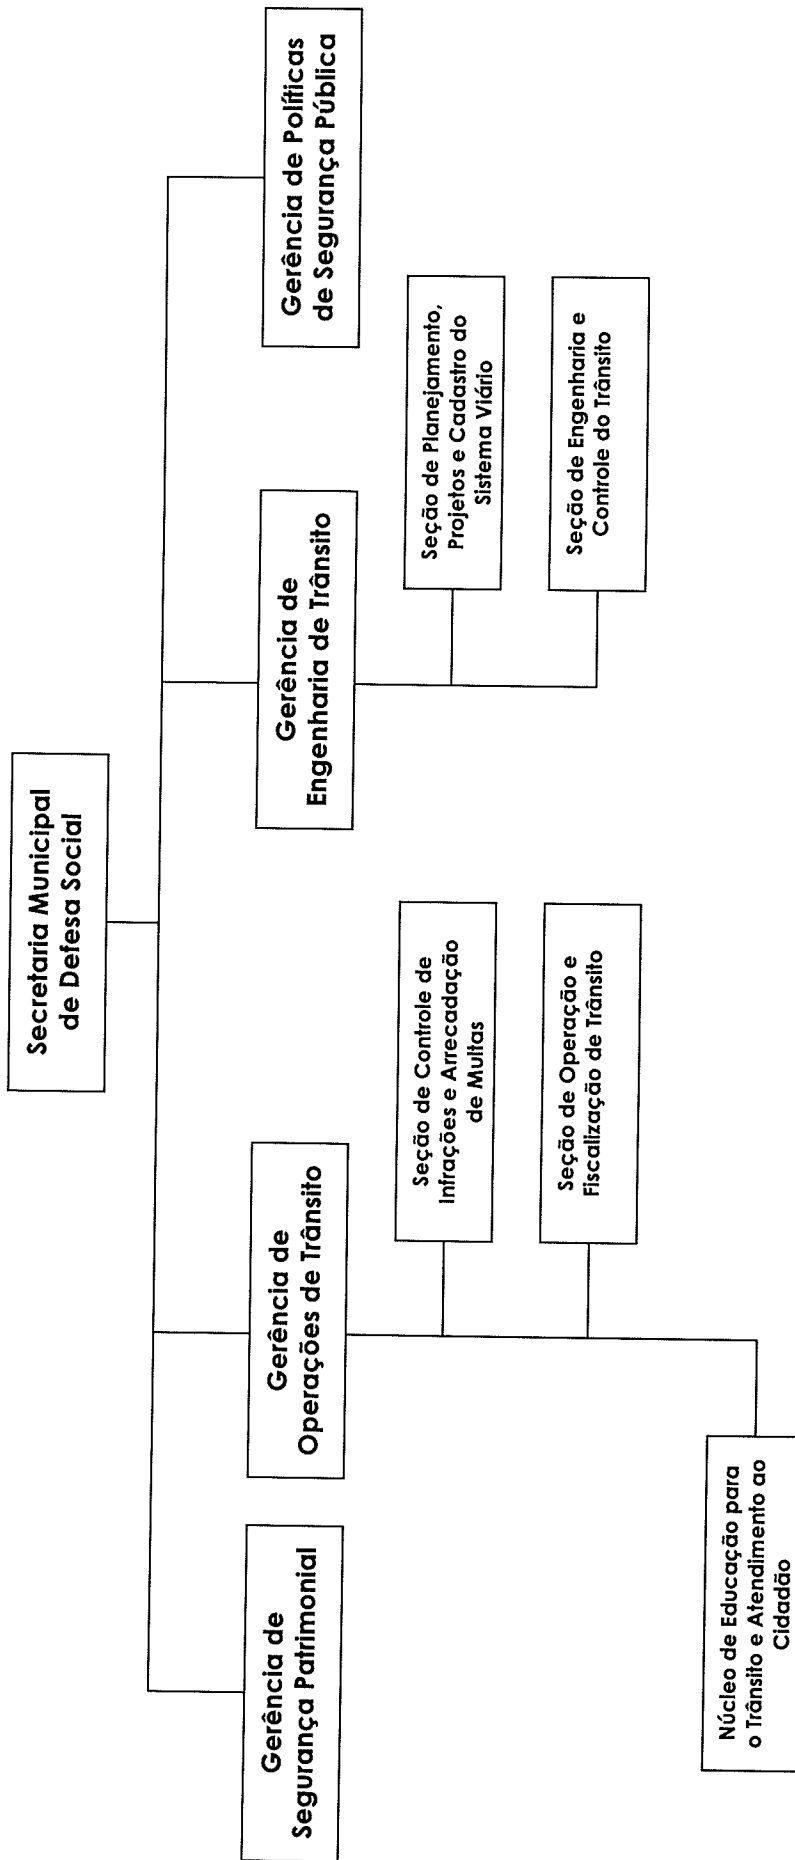 Secretaria Municipal
de Defesa Social
Gerência de
Segurança Patrimonial
Gerência de
Operações de Trânsito
Gerência de
Engenharia de Trânsito
Gerência de Políticas
de Segurança Pública
Seção de Controle de
Infrações e Arrecadação
de Multas
Seção de Operação e
Fiscalização de Trânsito
Núcleo de Educação para
o Trânsito e Atendimento ao
Cidadão
Seção de Planejamento,
Projetos e Cadastro do
Sistema Viário
Seção de Engenharia e
Controle do Trânsito